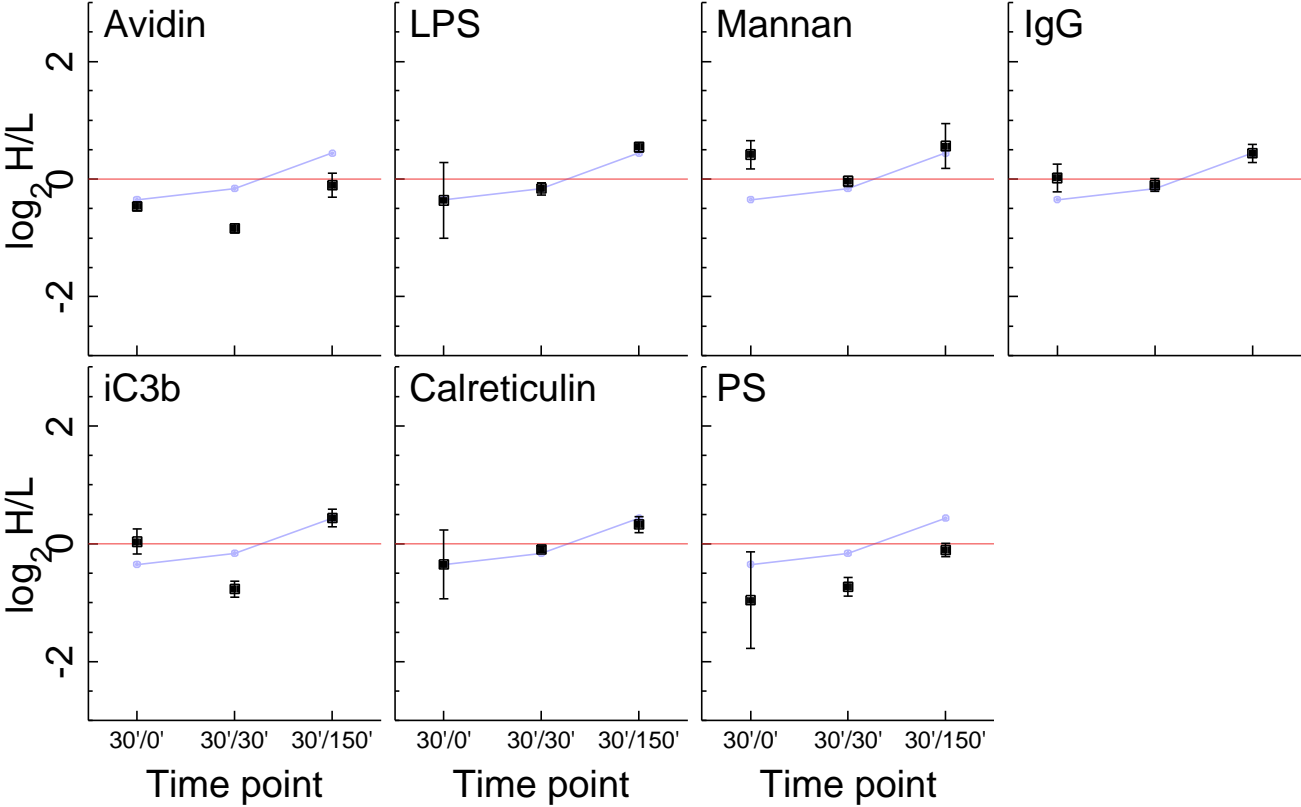 Avidin
LPS
Mannan
IgG
log2 H/L
2
0
-2
iC3b
Calreticulin
PS
log2 H/L
2
0
-2
30'/0'
30'/30'
30'/150'
30'/0'
30'/30'
30'/150'
30'/0'
30'/30'
30'/150'
Time point
Time point
Time point